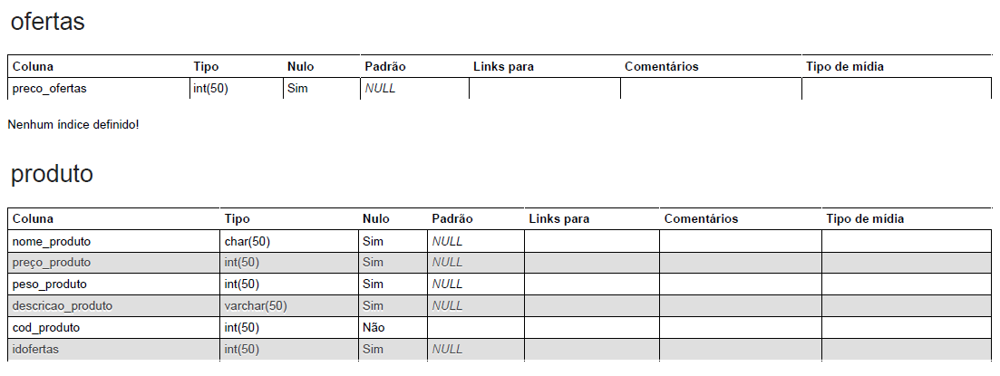 ofertas
Coluna Tipo Nulo Padrão Links para Comentários Tipo de mídia
preco_ofertas int(50) Sim NULL
Nenhum índice definido!
produto
Coluna Tipo Nulo Padrão Links para Comentários Tipo de mídia
nome_produto char(50) Sim NULL
preço_produto int(50) Sim NULL
peso_produto int(50) Sim NULL
descricao_produto varchar(50) Sim NULL
cod_produto int(50) Não
idofertas int(50) Sim NULL